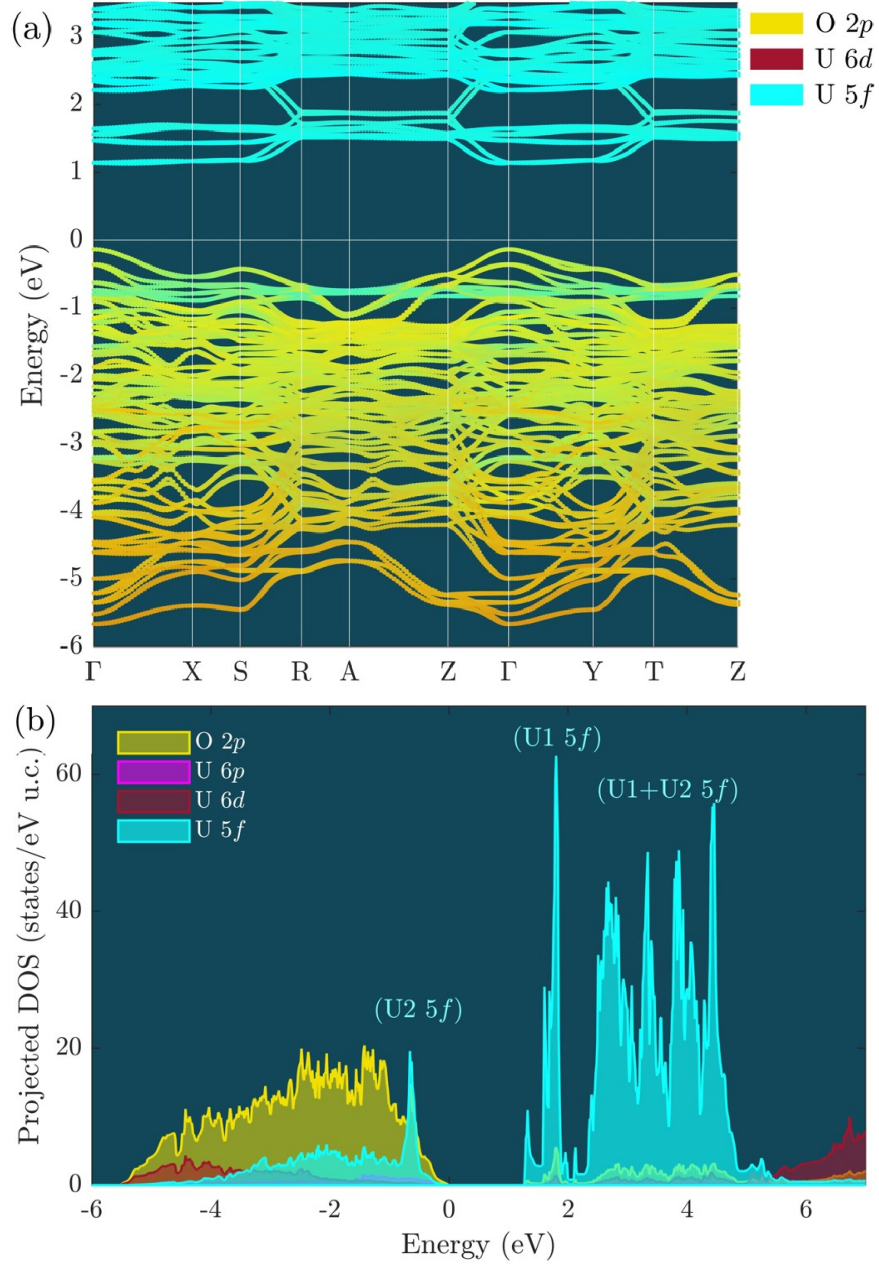 (a)
O 2p
U 6d
U 5f
3
2
1
0
-1
-2
-3
-4
-5
-6
Energy (eV)
Γ X S R A Z Γ Y T Z
(b)
O 2p
U 6p
U 6d
U 5f
(U1 5f)
(U1+U2 5f)
(U2 5f)
60
40
20
0
Projected DOS (states/eV u.c.)
-6 -4 -2 0 2 4 6
Energy (eV)